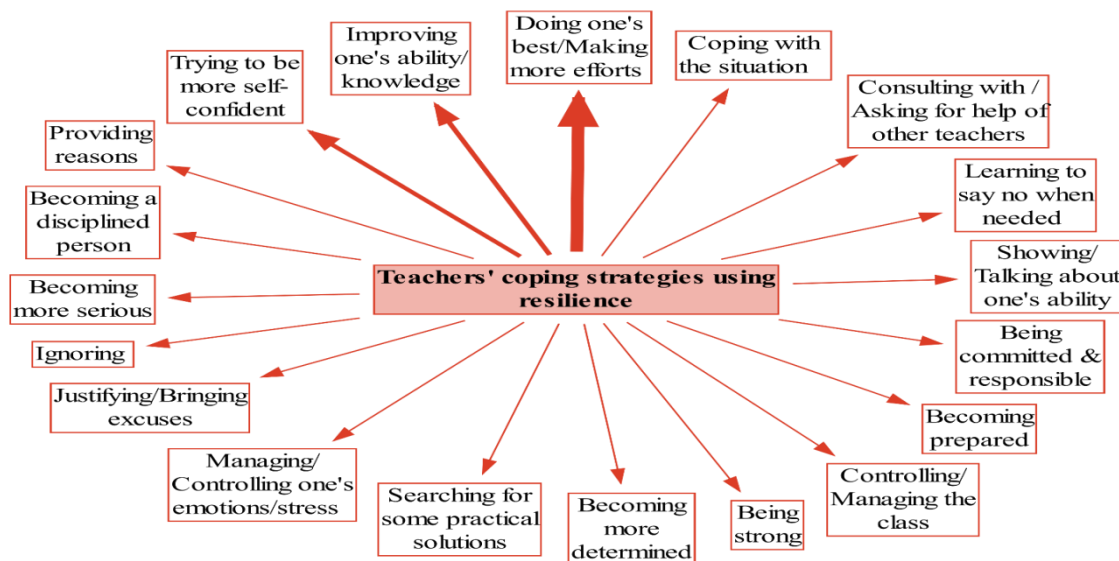 Doing one's
best/Making
more efforts
Improving
one's ability/
knowledge
Trying to be
more self-
confident
Coping with
the situation
Consulting with /
Asking for help of
other teachers
Providing
reasons
Learning to
say no when
needed
Becoming a
disciplined
person
Showing/
Talking about
one's ability
Teachers' coping strategies using
resilience
Becoming
more serious
Being
committed &
responsible
Ignoring
Justifying/Bringing
excuses
Becoming
prepared
Managing/
Controlling one's
emotions/stress
Searching for
some practical
solutions
Becoming
more
determined
Being
strong
Controlling/
Managing the
class